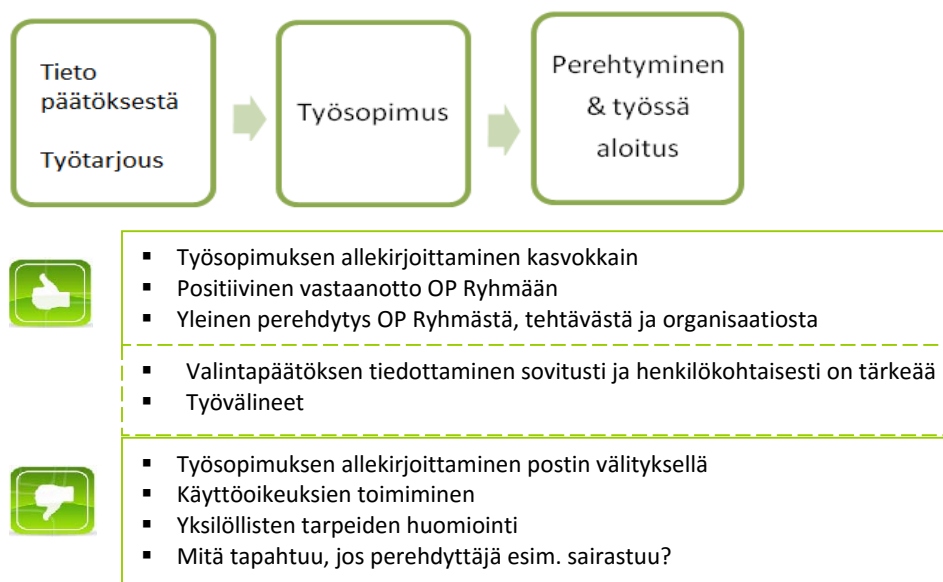 Tieto
päätöksestä
Työtarjous
Työsopimus
Perehtyminen
& työssä
aloitus
▪ Työsopimuksen allekirjoittaminen kasvokkain
▪ Positiivinen vastaanotto OP Ryhmään
▪ Yleinen perehdytys OP Ryhmästä, tehtävästä ja organisaatiosta
▪ Valintapäätöksen tiedottaminen sovitusti ja henkilökohtaisesti on tärkeää
▪ Työvälineet
▪ Työsopimuksen allekirjoittaminen postin välityksellä
▪ Käyttöoikeuksien toimiminen
▪ Yksilöllisten tarpeiden huomiointi
▪ Mitä tapahtuu, jos perehdyttäjä esim. sairastuu?